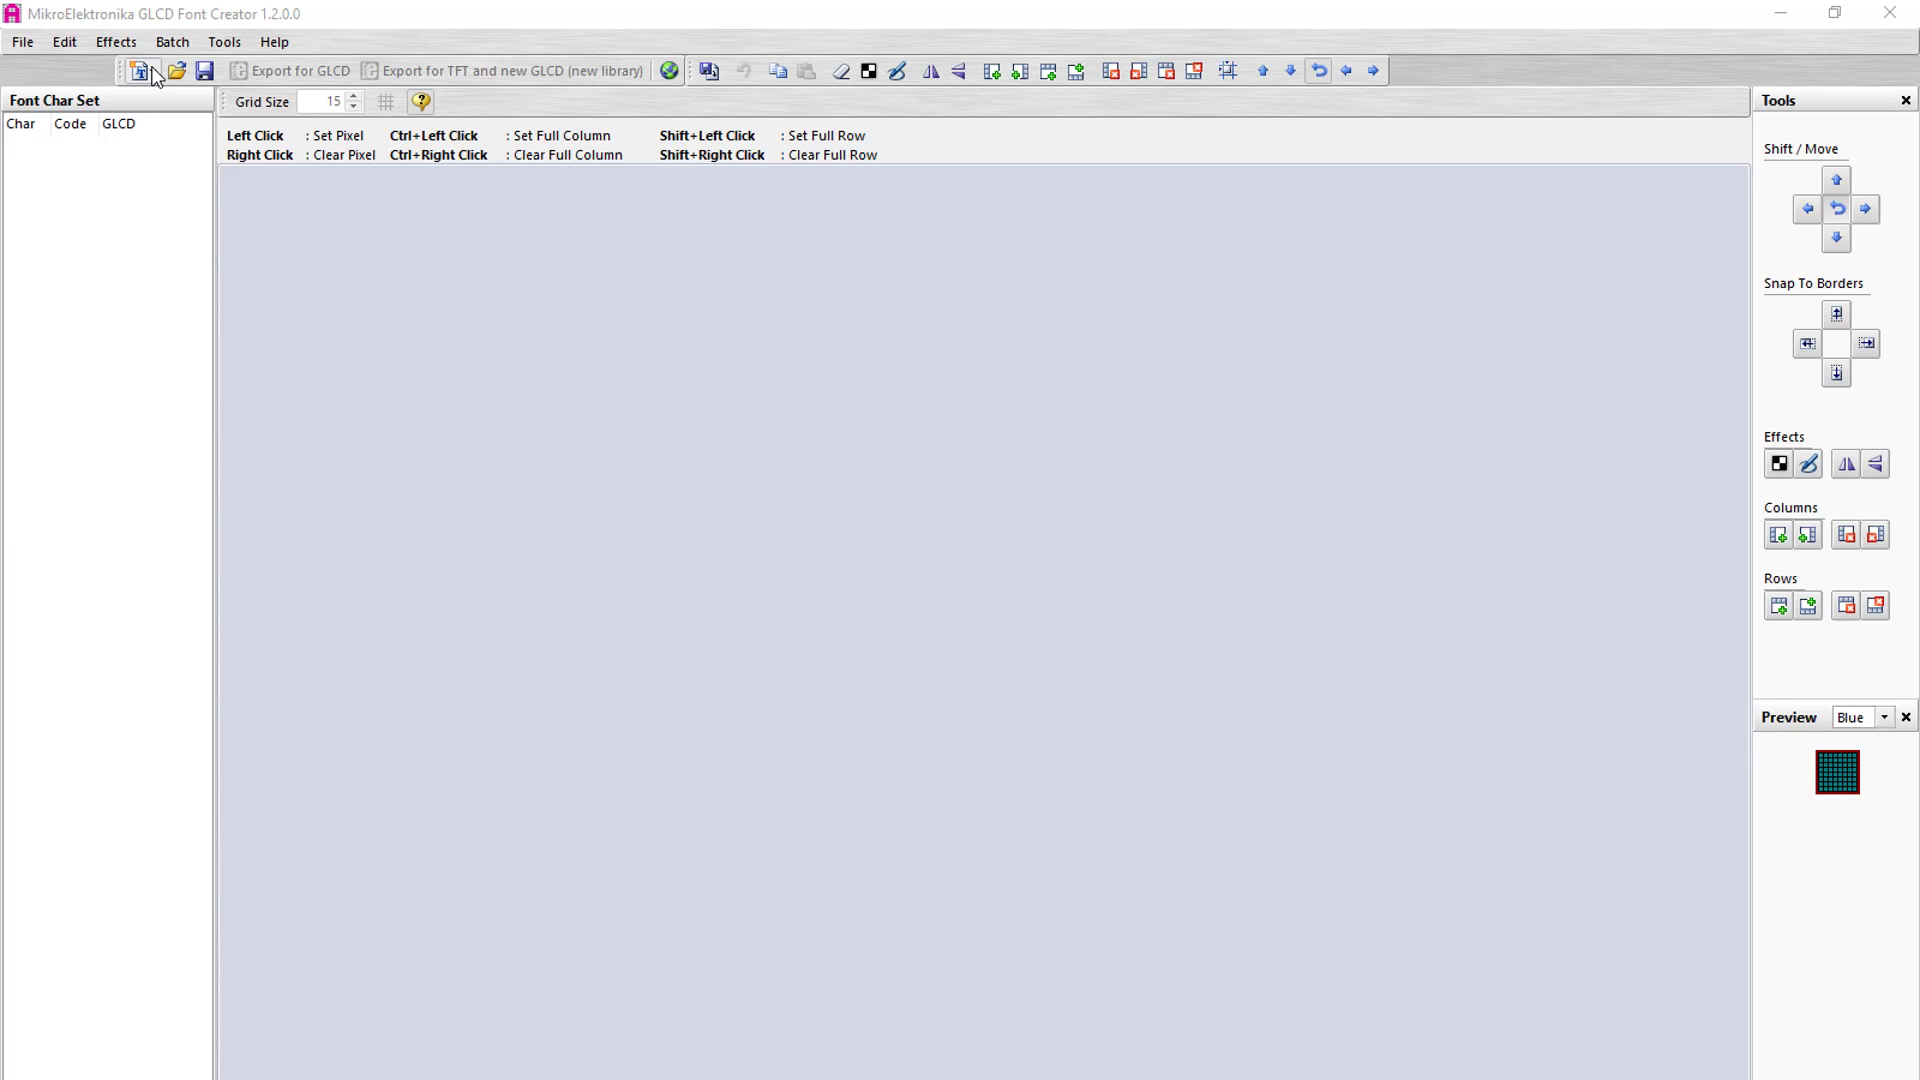 MikroElektronika GLCD Font Creator 1.2.0.0
File Edit Effects Batch Tools Help
Export for GLCD Export for TFT and new GLCD (new library)
Font Char Set
Char Code GLCD
Grid Size 15
Left Click : Set Pixel Ctrl+Left Click : Set Full Column Shift+Left Click : Set Full Row
Right Click : Clear Pixel Ctrl+Right Click : Clear Full Column Shift+Right Click : Clear Full Row
Tools
Shift / Move
Snap To Borders
Effects
Columns
Rows
Preview Blue